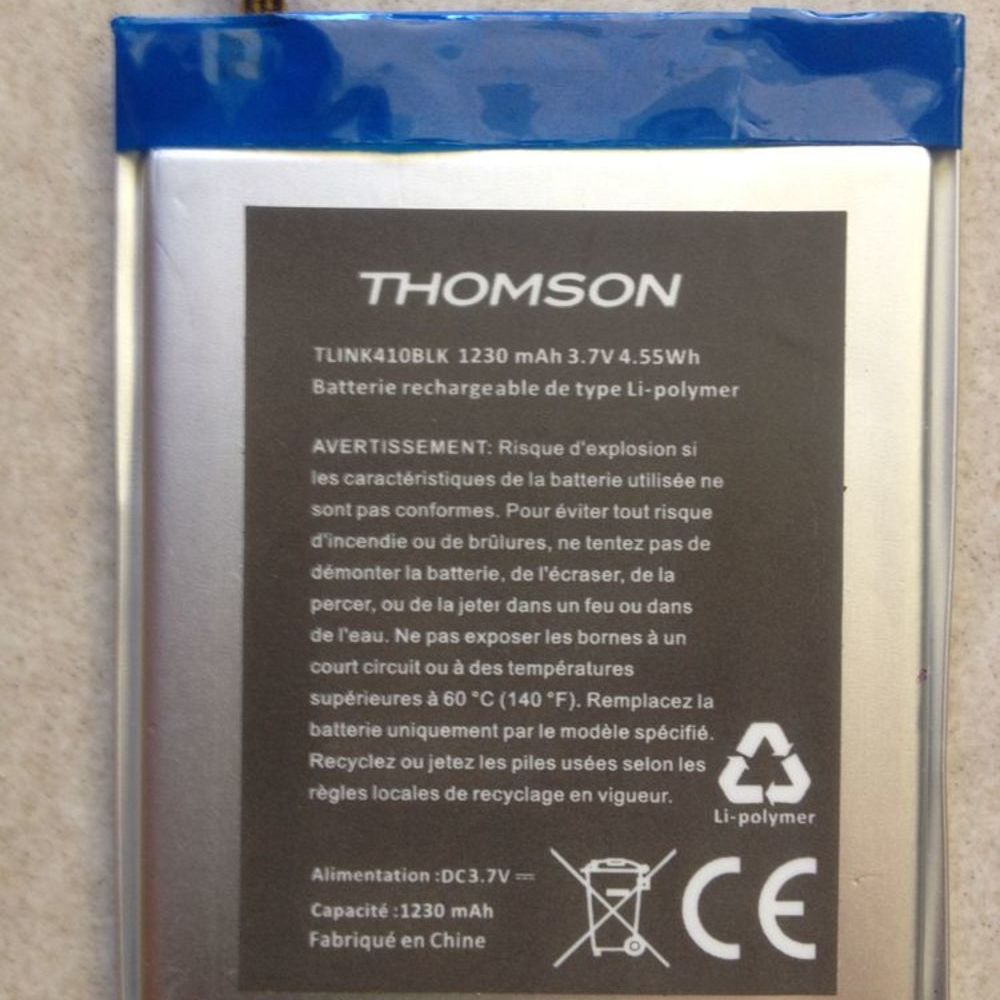 THOMSON
TLINK410BLK 1230 mAh 3.7V 4.55Wh
Batterie rechargeable de type Li-polymer
AVERTISSEMENT: Risque d'explosion si
les caractéristiques de la batterie utilisée ne
sont pas conformes. Pour éviter tout risque
d'incendie ou de brûlures, ne tentez pas de
démonter la batterie, de l'écraser, de la
percer, ou de la jeter dans un feu ou dans
de l'eau. Ne pas exposer les bornes à un
court circuit ou à des températures
supérieures à 60 °C (140 °F). Remplacez la
batterie uniquement par le modèle spécifié.
Recyclez ou jetez les piles usées selon les
règles locales de recyclage en vigueur.
Li-polymer
Alimentation :DC3.7V ⎓
Capacité :1230 mAh
Fabriqué en Chine
CE